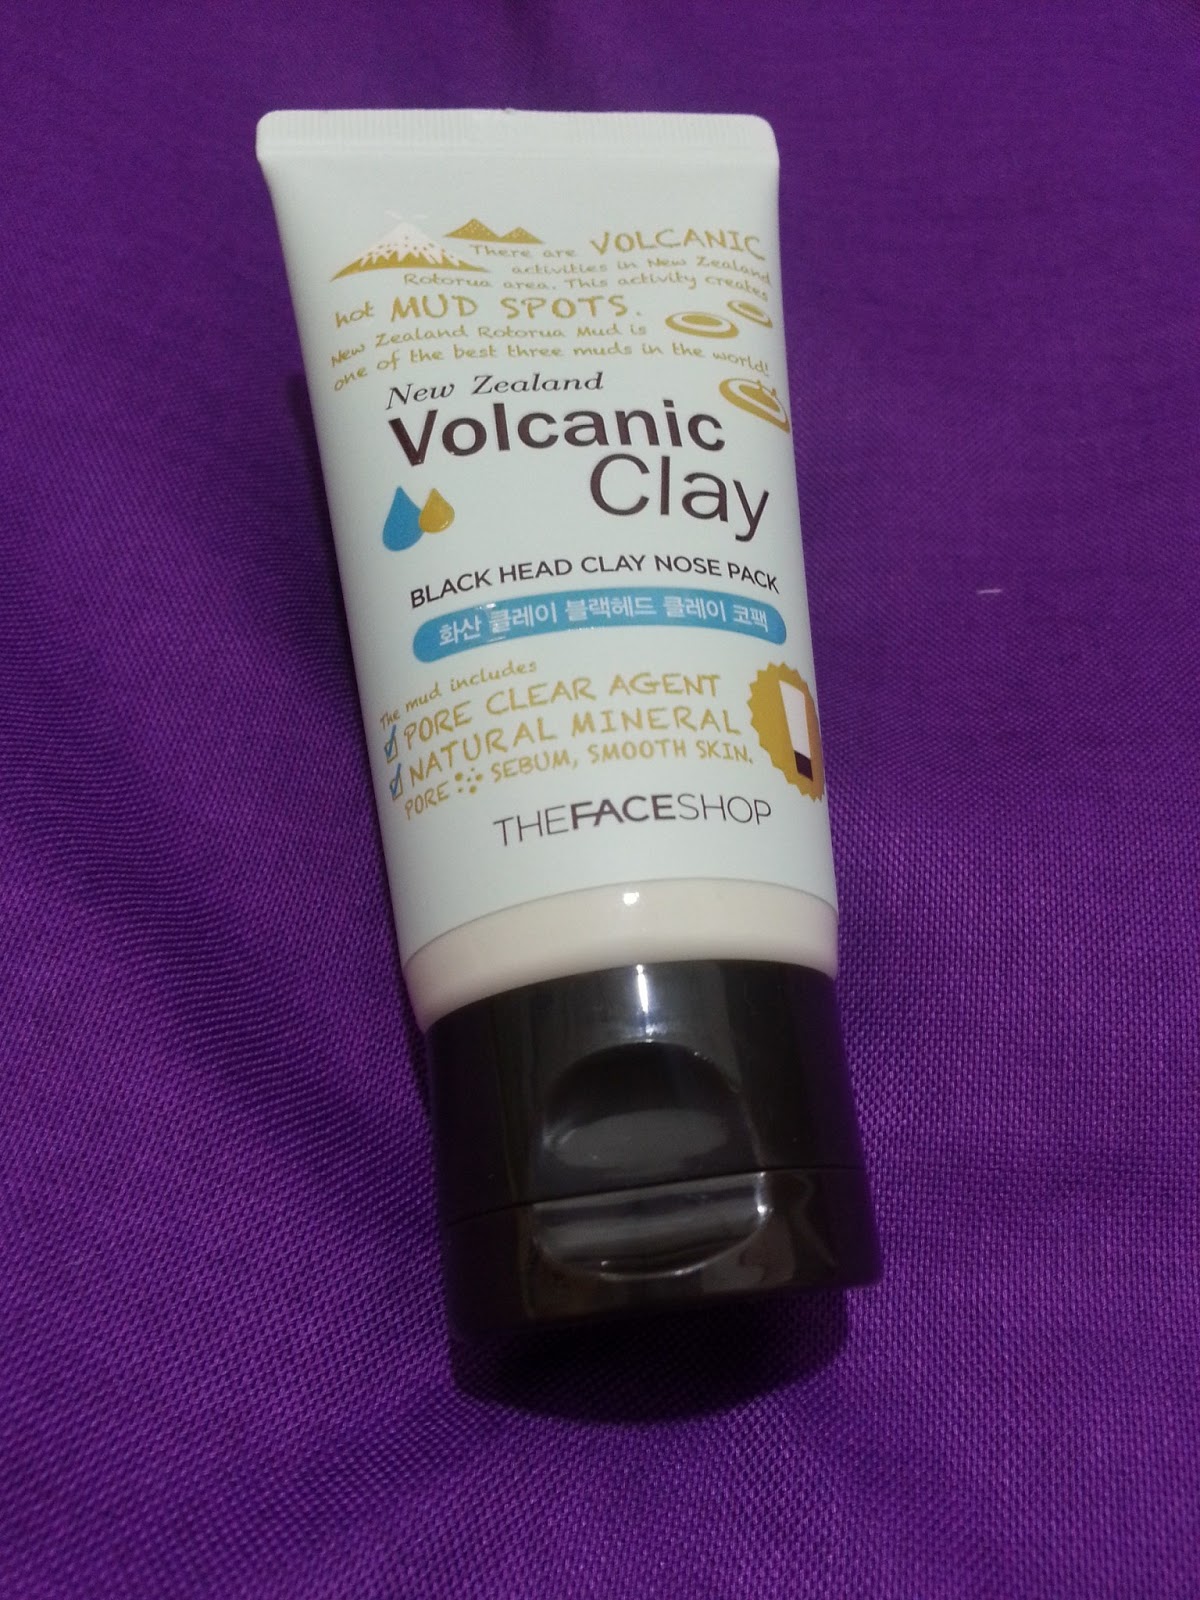 There are VOLCANIC
activities in New Zealand
Rotorua area. This activity creates
hot MUD SPOTS.
New Zealand Rotorua Mud is
one of the best three muds in the world!
New Zealand
Volcanic
Clay
BLACK HEAD CLAY NOSE PACK
화산 클레이 블랙헤드 클레이 코팩
The mud includes
PORE CLEAR AGENT
NATURAL MINERAL
PORE SEBUM, SMOOTH SKIN.
THEFACESHOP